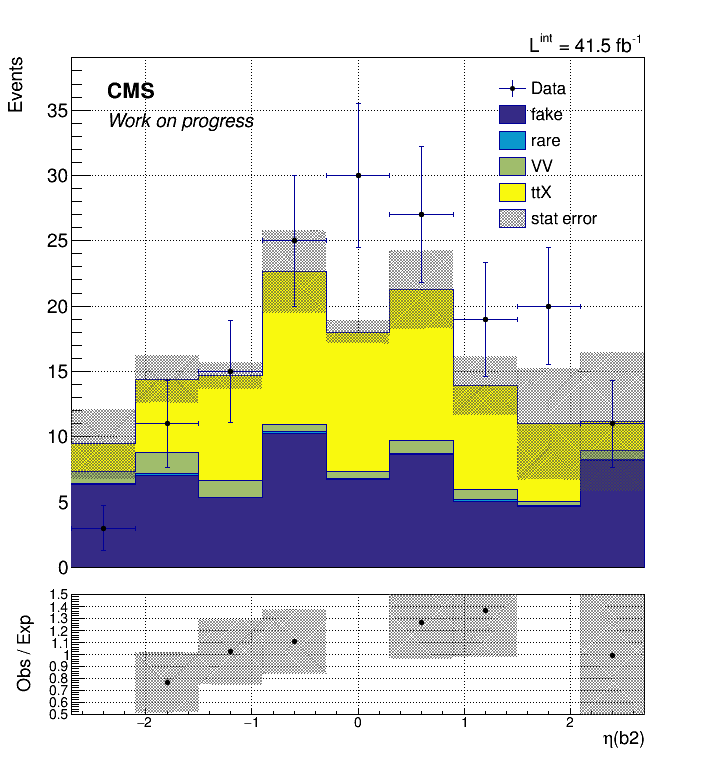 L^int = 41.5 fb^-1
Events
CMS
Work on progress
Data
fake
rare
VV
ttX
stat error
35
30
25
20
15
10
5
0
Obs / Exp
1.5
1.4
1.3
1.2
1.1
1
0.9
0.8
0.7
0.6
0.5
−2
−1
0
1
2
η(b2)